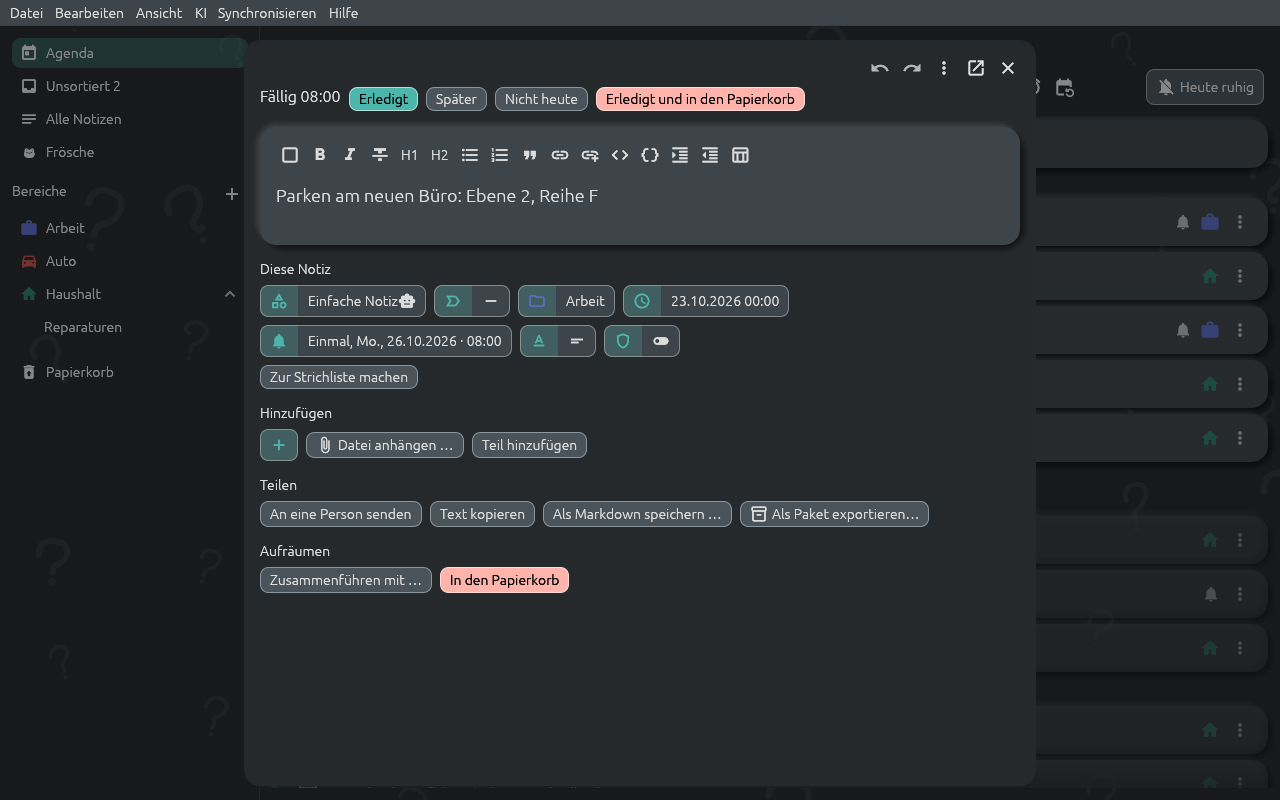 Datei Bearbeiten Ansicht KI Synchronisieren Hilfe
Agenda
Unsortiert 2
Alle Notizen
Frösche
Bereiche
Arbeit
Auto
Haushalt
Reparaturen
Papierkorb
Heute ruhig
Fällig 08:00 Erledigt Später Nicht heute Erledigt und in den Papierkorb
H1 H2
Parken am neuen Büro: Ebene 2, Reihe F
Diese Notiz
Einfache Notiz Arbeit 23.10.2026 00:00
Einmal, Mo., 26.10.2026 · 08:00
Zur Strichliste machen
Hinzufügen
Datei anhängen … Teil hinzufügen
Teilen
An eine Person senden Text kopieren Als Markdown speichern … Als Paket exportieren…
Aufräumen
Zusammenführen mit … In den Papierkorb